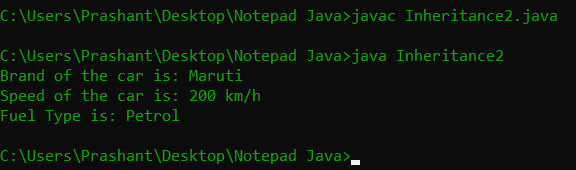 C:\Users\Prashant\Desktop\Notepad Java>javac Inheritance2.java
C:\Users\Prashant\Desktop\Notepad Java>java Inheritance2
Brand of the car is: Maruti
Speed of the car is: 200 km/h
Fuel Type is: Petrol
C:\Users\Prashant\Desktop\Notepad Java>